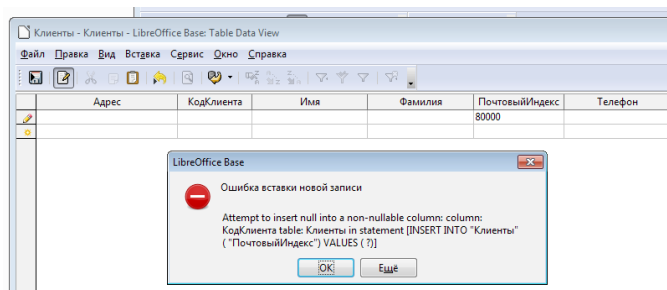 Клиенты - Клиенты - LibreOffice Base: Table Data View
Файл Правка Вид Вставка Сервис Окно Справка
Адрес КодКлиента Имя Фамилия ПочтовыйИндекс Телефон
80000
LibreOffice Base
Ошибка вставки новой записи
Attempt to insert null into a non-nullable column: column:
КодКлиента table: Клиенты in statement [INSERT INTO "Клиенты"
( "ПочтовыйИндекс") VALUES ( ?)]
OK Ещё